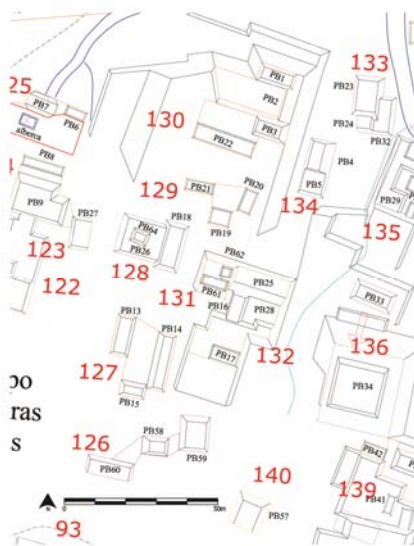 PB1
133
PB23
PB2
25
PB7
PB6
alberca
130
PB3
PB24
PB22
PB32
PB8
PB4
129
PB21
PB20
PB5
PB29
PB9
134
PB27
PB18
PB19
135
PB64
123
PB26
PB62
128
122
131
PB25
PB61
PB33
PB16
PB28
PB13
PB14
136
PB17
132
127
PB34
po
PB15
ras
s
PB58
126
PB42
PB59
PB60
140
139
PB41
PB57
N
50m
93